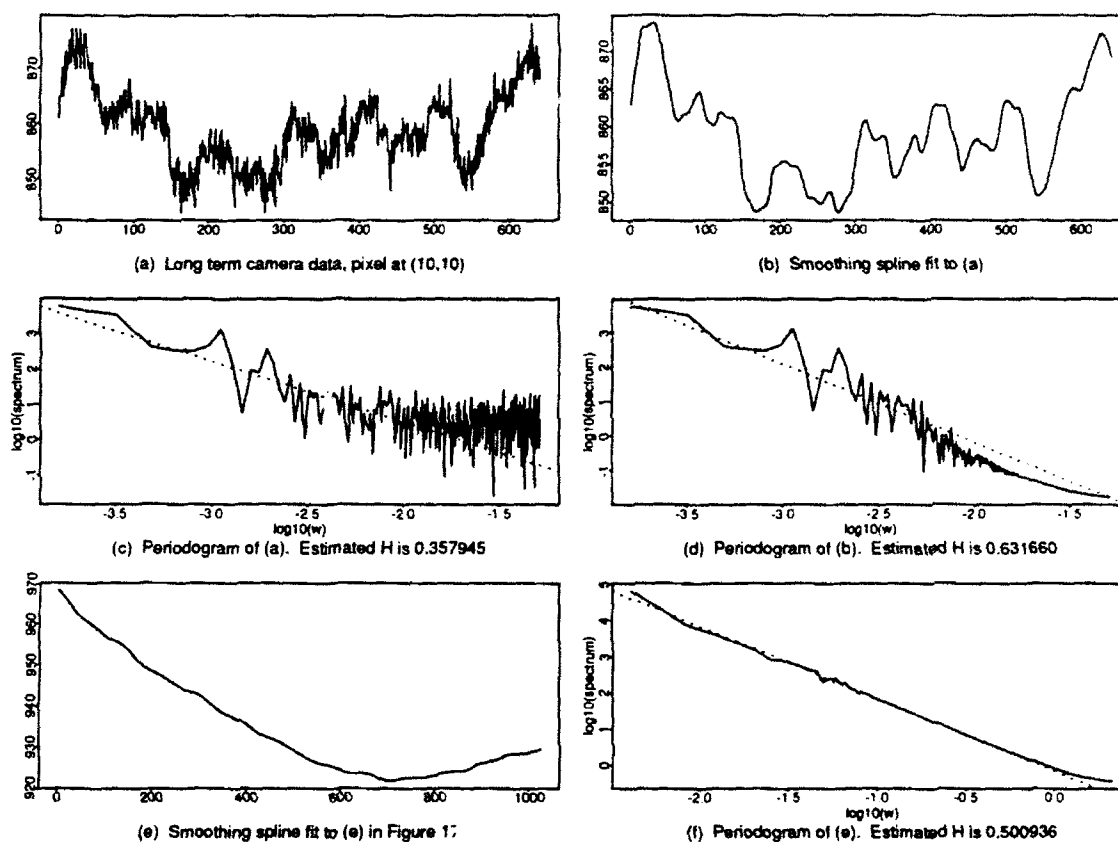 870
860
850
0 100 200 300 400 500 600
(a) Long term camera data, pixel at (10,10)
870
865
860
855
850
0 100 200 300 400 500 600
(b) Smoothing spline fit to (a)
log10(spectrum)
3
2
1
0
-1
-3.5 -3.0 -2.5 -2.0 -1.5
log10(w)
(c) Periodogram of (a). Estimated H is 0.357945
log10(spectrum)
3
2
1
0
-1
-3.5 -3.0 -2.5 -2.0 -1.5
log10(w)
(d) Periodogram of (b). Estimated H is 0.631660
970
960
950
940
930
920
0 200 400 600 800 1000
(e) Smoothing spline fit to (e) in Figure 17
log10(spectrum)
5
4
3
2
1
0
-2.0 -1.5 -1.0 -0.5 0.0
log10(w)
(f) Periodogram of (e). Estimated H is 0.500936